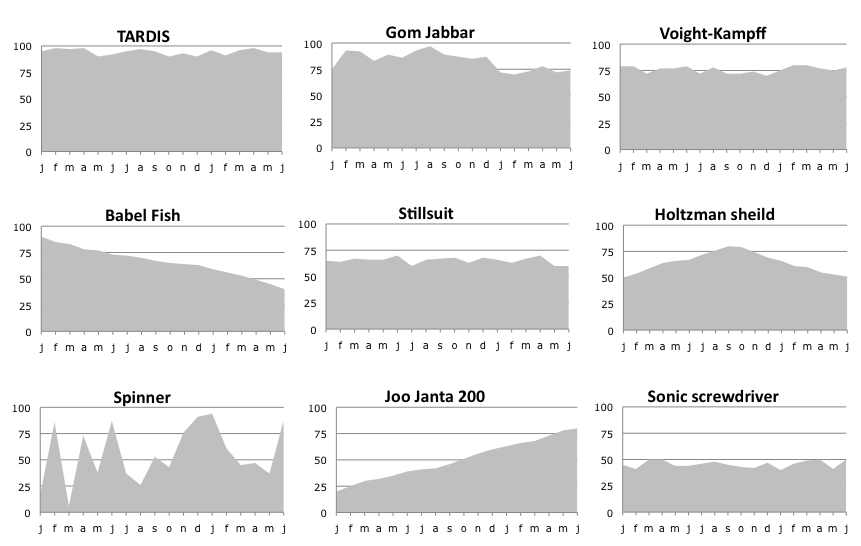 TARDIS
100
75
50
25
0
j f m a m j j a s o n d j f m a m j
Gom Jabbar
100
75
50
25
0
j f m a m j j a s o n d j f m a m j
Voight-Kampff
100
75
50
25
0
j f m a m j j a s o n d j f m a m j
Babel Fish
100
75
50
25
0
j f m a m j j a s o n d j f m a m j
Stillsuit
100
75
50
25
0
j f m a m j j a s o n d j f m a m j
Holtzman sheild
100
75
50
25
0
j f m a m j j a s o n d j f m a m j
Spinner
100
75
50
25
0
j f m a m j j a s o n d j f m a m j
Joo Janta 200
100
75
50
25
0
j f m a m j j a s o n d j f m a m j
Sonic screwdriver
100
75
50
25
0
j f m a m j j a s o n d j f m a m j